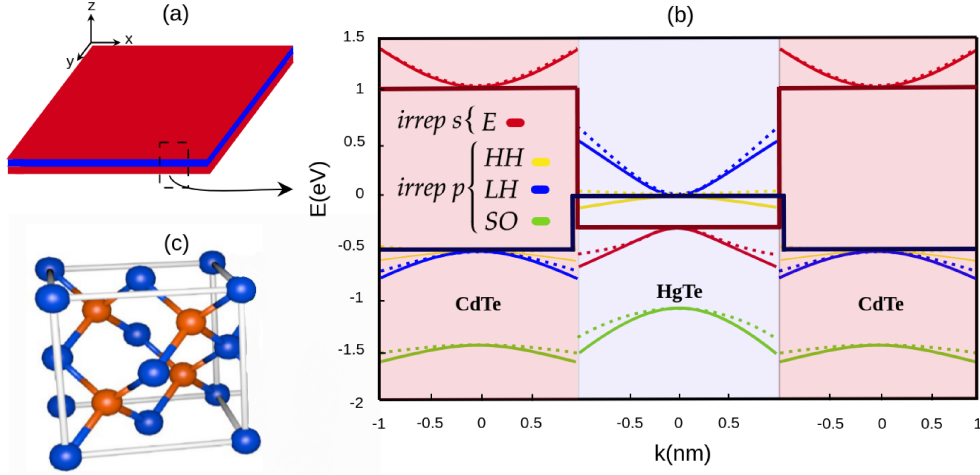 (a)
z
x
y
(b)
E(eV)
1.5
1
0.5
0
-0.5
-1
-1.5
-2
irrep s{ E
irrep p{ HH
LH
SO
CdTe
HgTe
CdTe
-1 -0.5 0 0.5 -0.5 0 0.5 -0.5 0 0.5 1
k(nm)
(c)